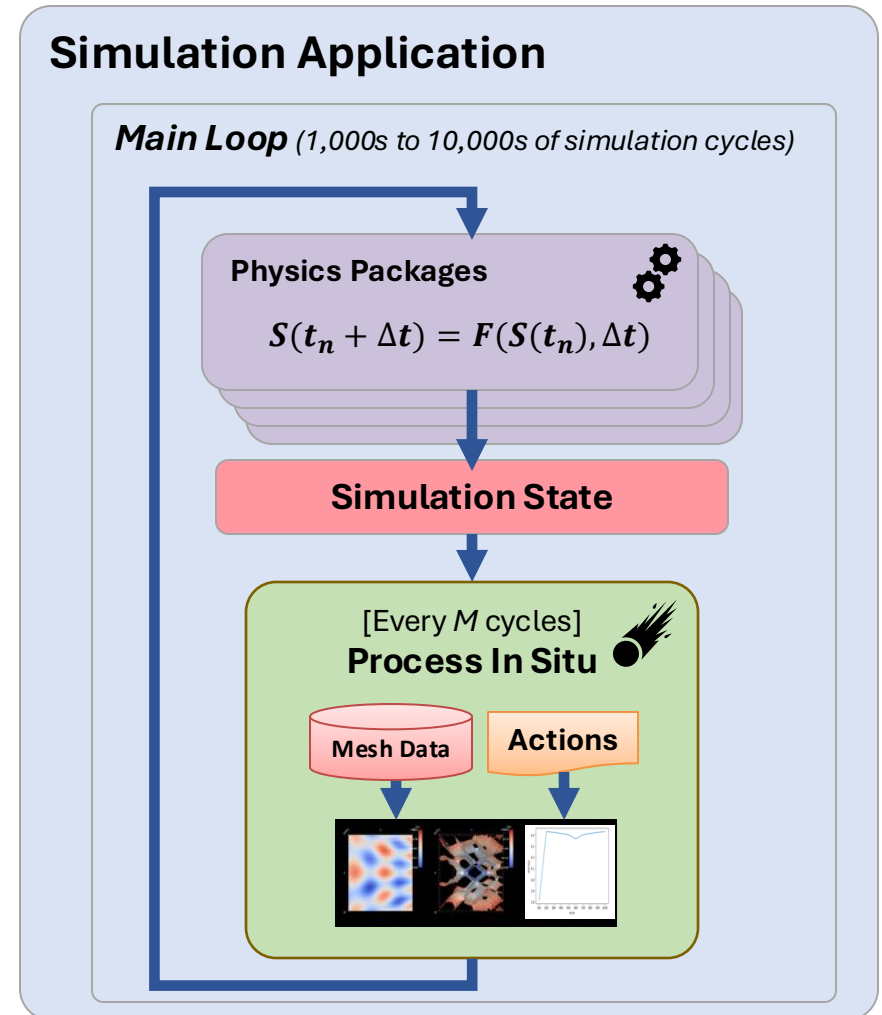 Simulation Application
Main Loop (1,000s to 10,000s of simulation cycles)
Physics Packages
S(tₙ + Δt) = F(S(tₙ), Δt)
Simulation State
[Every M cycles]
Process In Situ
Mesh Data
Actions